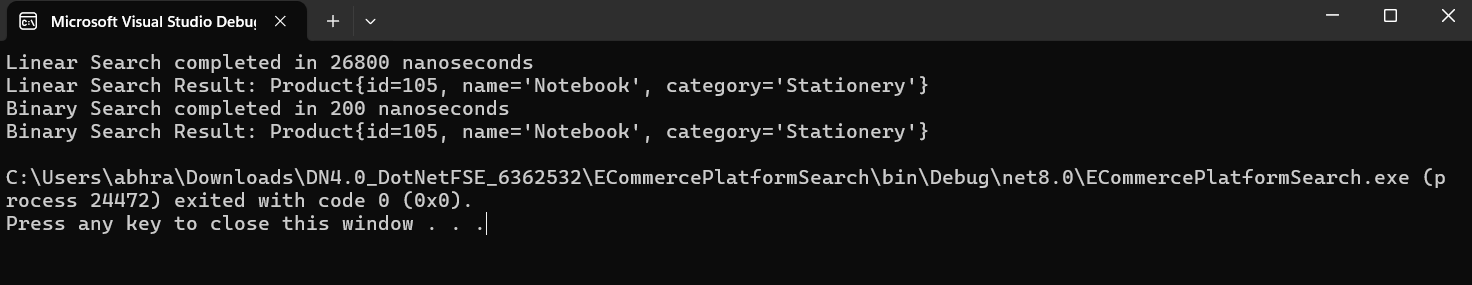 Microsoft Visual Studio Debug
Linear Search completed in 26800 nanoseconds
Linear Search Result: Product{id=105, name='Notebook', category='Stationery'}
Binary Search completed in 200 nanoseconds
Binary Search Result: Product{id=105, name='Notebook', category='Stationery'}
C:\Users\abhra\Downloads\DN4.0_DotNetFSE_6362532\ECommercePlatformSearch\bin\Debug\net8.0\ECommercePlatformSearch.exe (p
rocess 24472) exited with code 0 (0x0).
Press any key to close this window . . .